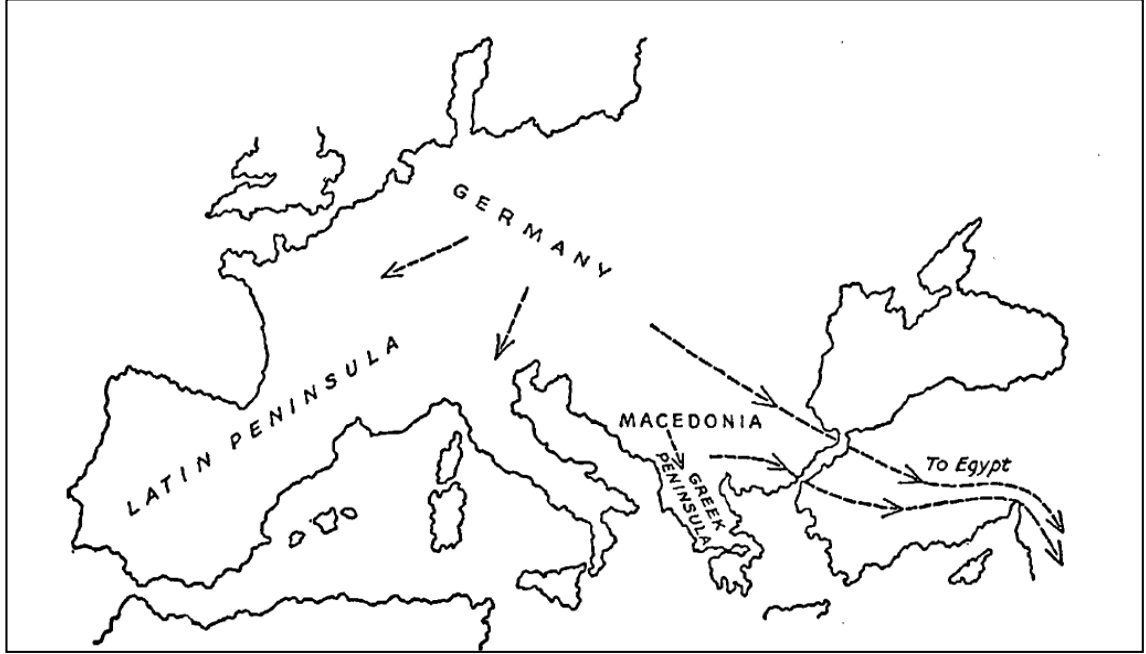 GERMANY
LATIN PENINSULA
MACEDONIA
GREEK
PENINSULA
To Egypt